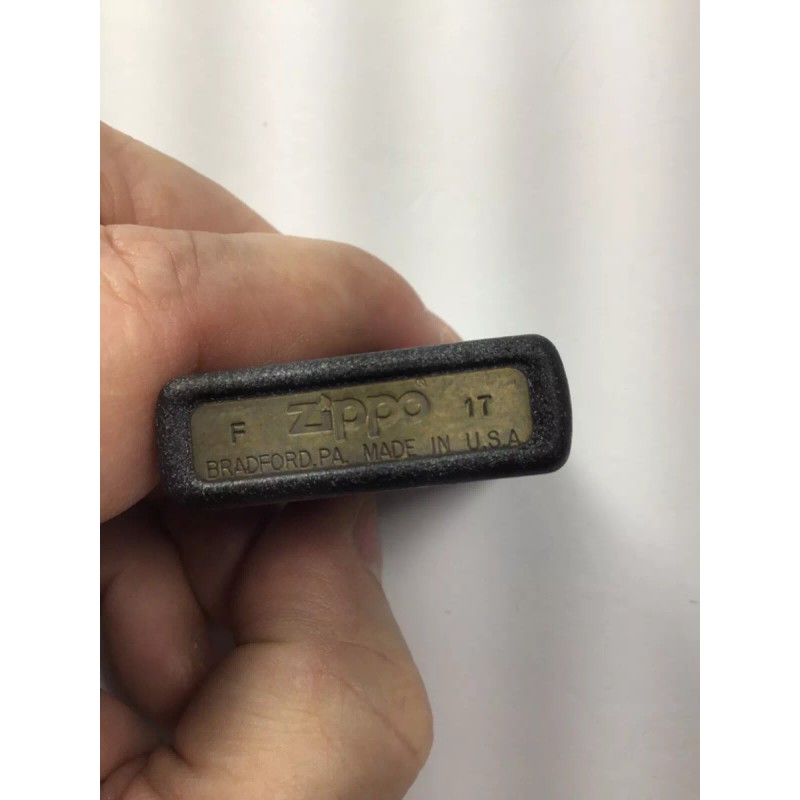 F Zippo® 17
BRADFORD, PA. MADE IN U.S.A.